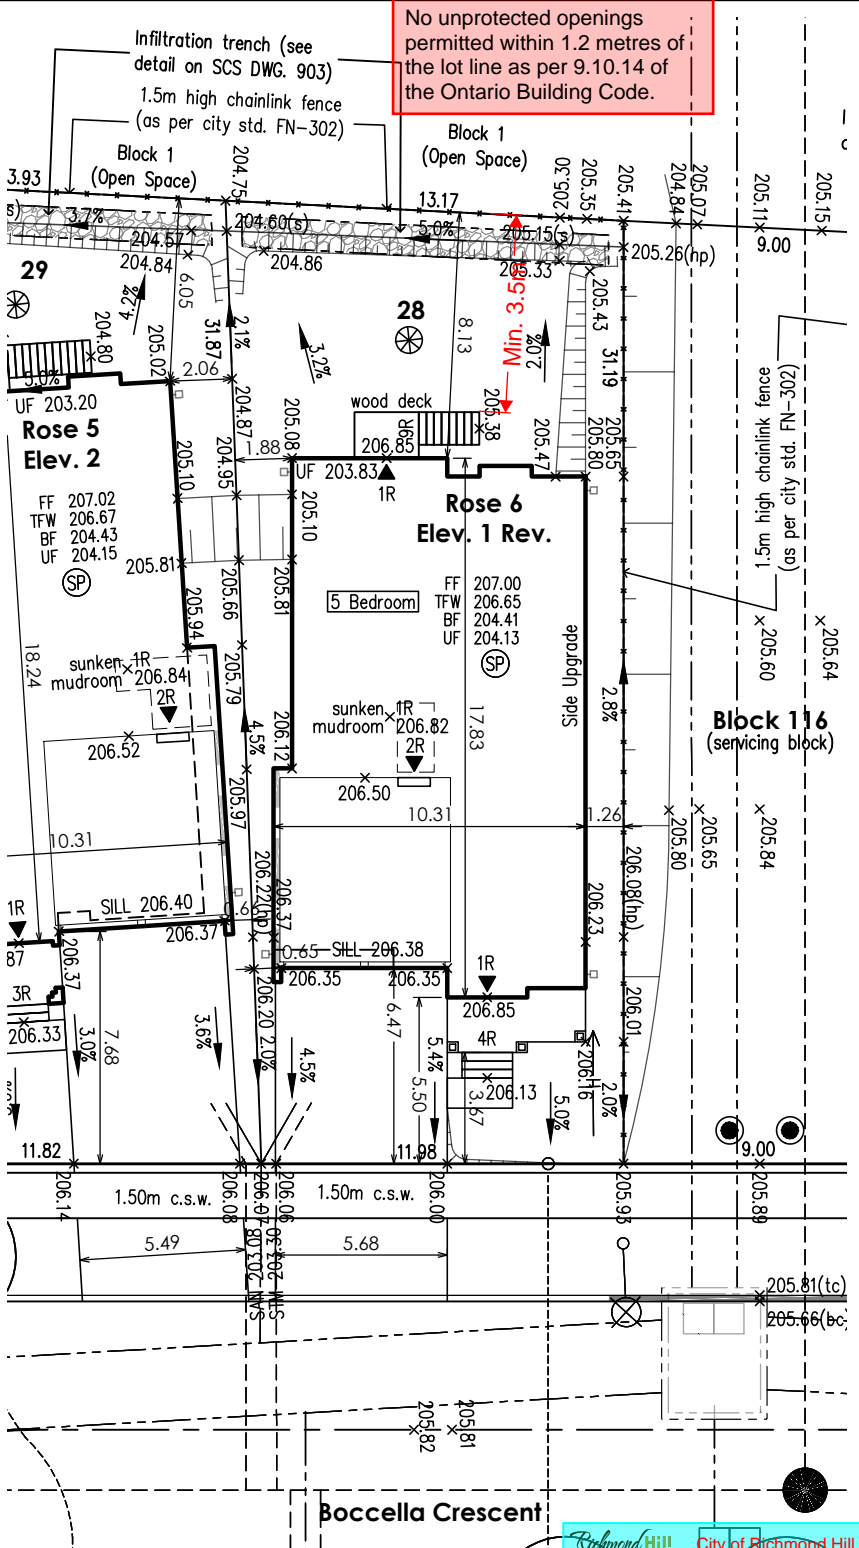 No unprotected openings
permitted within 1.2 metres of
the lot line as per 9.10.14 of
the Ontario Building Code.
Infiltration trench (see
detail on SCS DWG. 903)
1.5m high chainlink fence
(as per city std. FN-302)
Block 1
(Open Space)
Block 1
(Open Space)
3.93
204.75
13.17
205.30
205.35
205.41
204.84
205.07
205.11
205.15
9.00
s)
3.7%
204.60(s)
5.0%
205.15(s)
205.26(hp)
204.57
204.84
204.86
205.33
205.43
29
28
4.2%
6.05
31.87
2.1%
3.2%
8.13
Min. 3.5m
2.0%
31.19
204.80
205.02
2.06
5.0%
UF 203.20
204.87
wood deck
6R
205.38
1.5m high chainlink fence
(as per city std. FN-302)
Rose 5
Elev. 2
205.08
1.88
206.85
205.47
205.80
205.65
UF 203.83
1R
205.10
204.95
205.10
Rose 6
Elev. 1 Rev.
FF 207.02
TFW 206.67
BF 204.43
UF 204.15
SP
205.81
205.66
205.81
5 Bedroom
FF 207.00
TFW 206.65
BF 204.41
UF 204.13
SP
Side Upgrade
205.60
205.64
205.94
18.24
sunken
mudroom
1R
206.84
2R
205.79
2.8%
sunken
mudroom
1R
206.82
2R
17.83
Block 116
(servicing block)
206.52
4.5%
206.12
206.50
205.97
10.31
10.31
1.26
205.80
205.65
205.84
1R
SILL 206.40
206.37
206.22(hp)
206.37
206.23
206.08(hp)
87
206.37
0.65
SILL 206.38
206.35
206.35
1R
206.85
3R
206.33
3.0%
7.68
3.6%
206.20
2.0%
4.5%
6.47
5.4%
5.50
4R
206.13
3.67
206.16
206.01
5.0%
2.0%
11.82
11.98
9.00
206.14
1.50m c.s.w.
206.08
206.07
206.06
1.50m c.s.w.
206.00
205.93
205.89
5.49
5.68
SAN 203.08
STM 203.30
205.81(tc)
205.66(bc)
205.82
205.81
Boccella Crescent
Richmond Hill
City of Richmond Hill